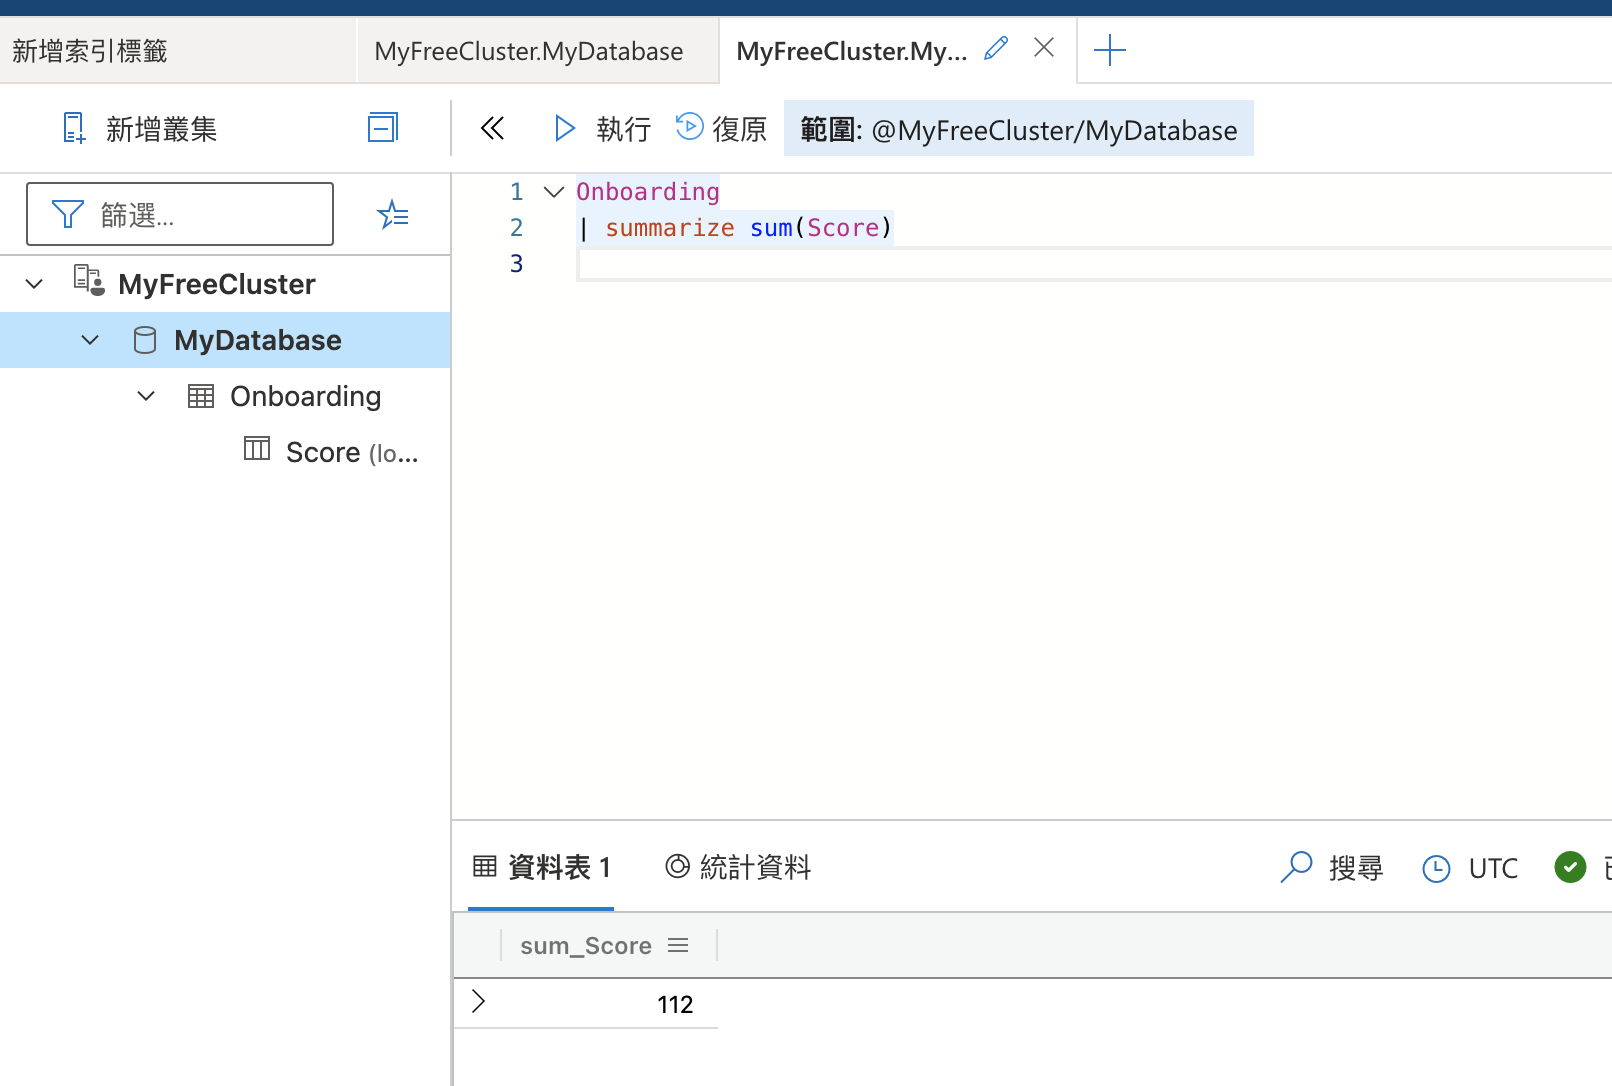 新增索引標籤
MyFreeCluster.MyDatabase
MyFreeCluster.My...
新增叢集
執行
復原
範圍: @MyFreeCluster/MyDatabase
篩選...
MyFreeCluster
MyDatabase
Onboarding
Score (lo...
1 Onboarding
2 | summarize sum(Score)
3
資料表 1
統計資料
搜尋
UTC
sum_Score
112